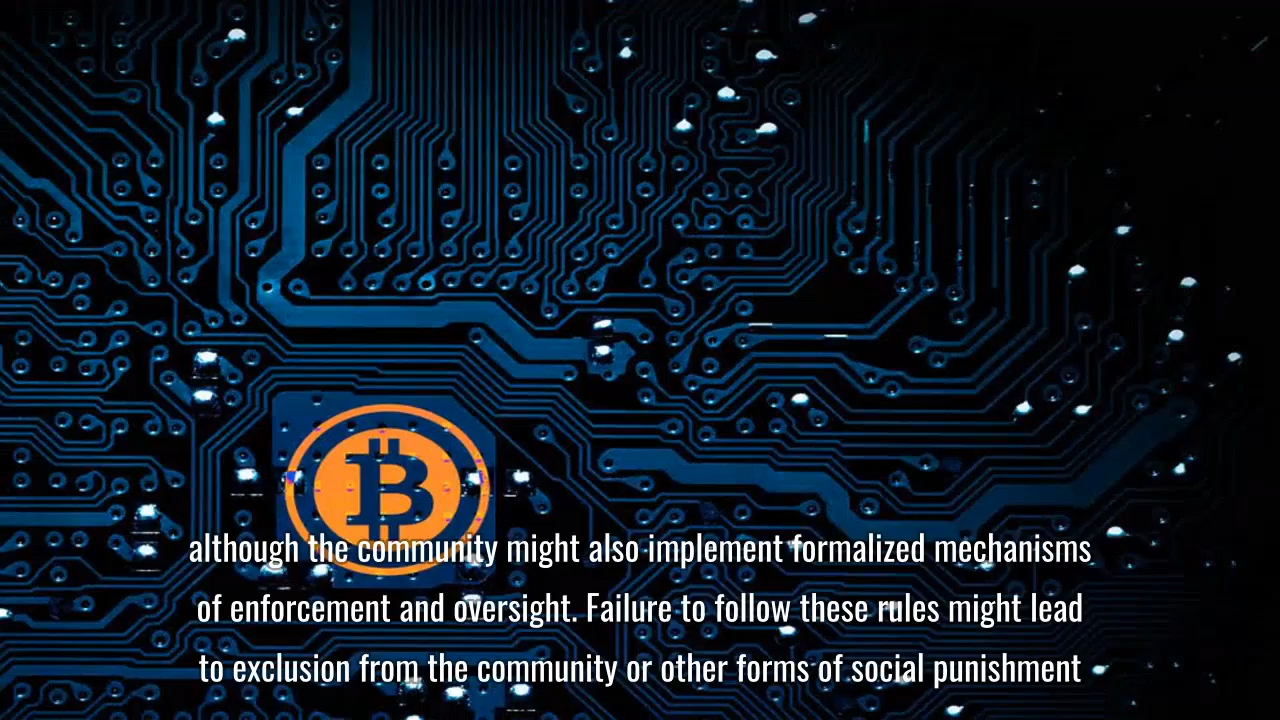 although the community might also implement formalized mechanisms
of enforcement and oversight. Failure to follow these rules might lead
to exclusion from the community or other forms of social punishment